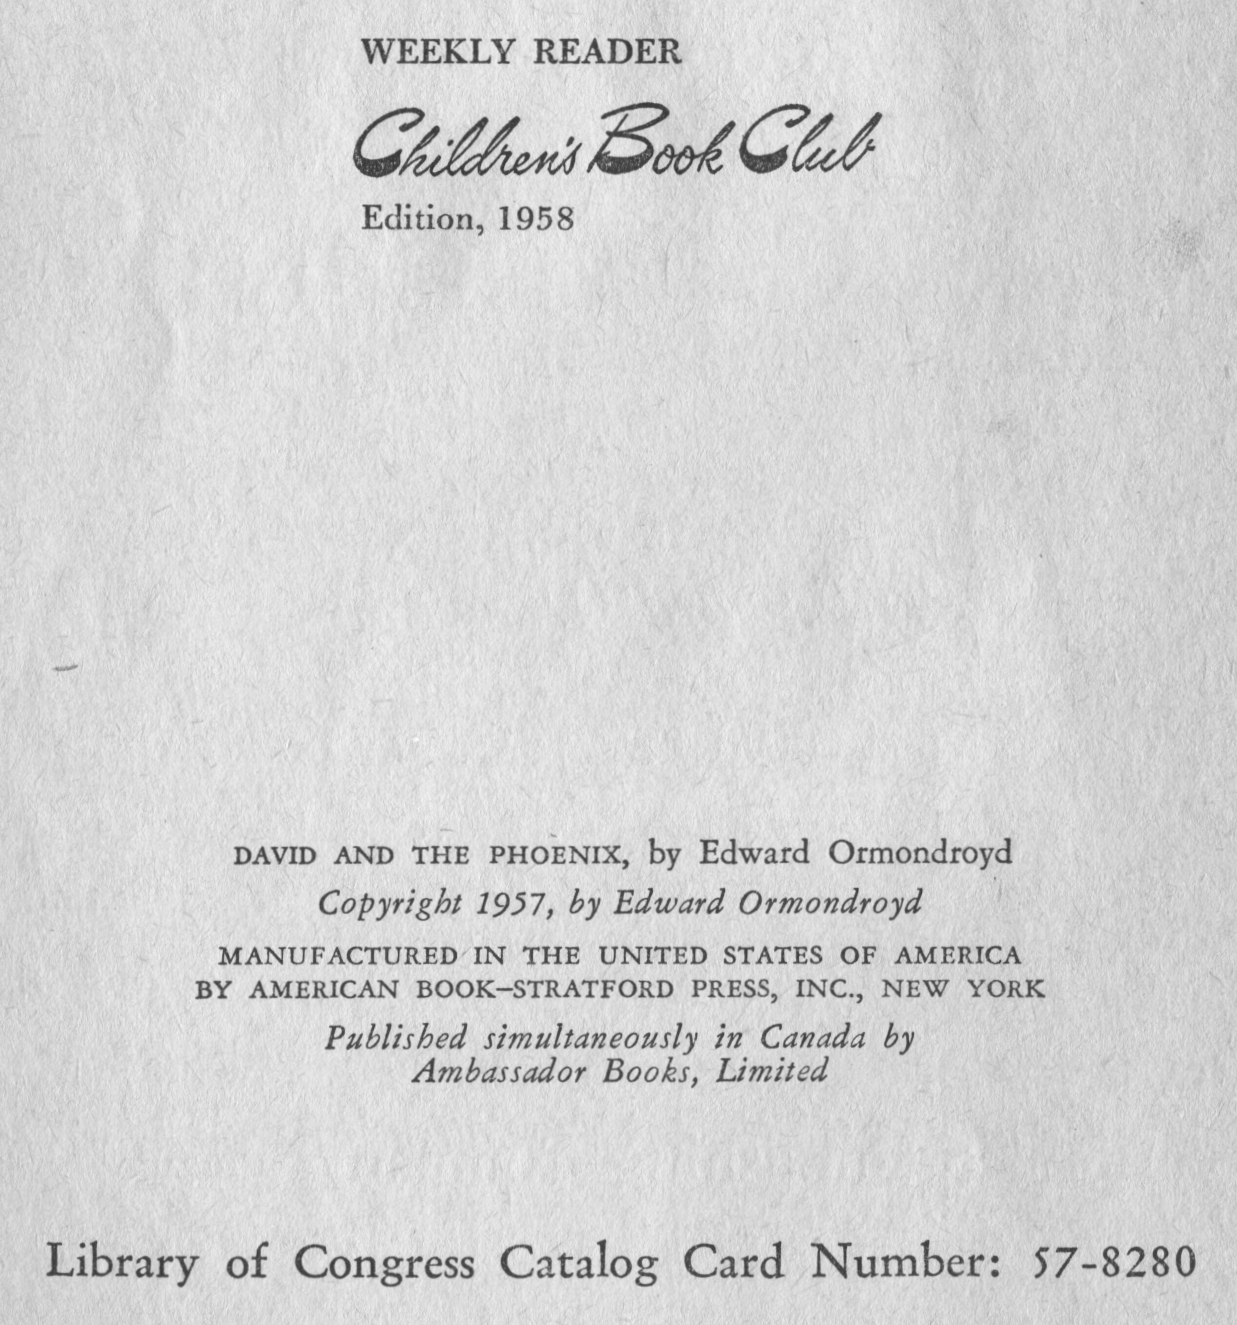 WEEKLY READER
Children's Book Club
Edition, 1958
DAVID AND THE PHOENIX, by Edward Ormondroyd
Copyright 1957, by Edward Ormondroyd
MANUFACTURED IN THE UNITED STATES OF AMERICA
BY AMERICAN BOOK–STRATFORD PRESS, INC., NEW YORK
Published simultaneously in Canada by
Ambassador Books, Limited
Library of Congress Catalog Card Number: 57-8280